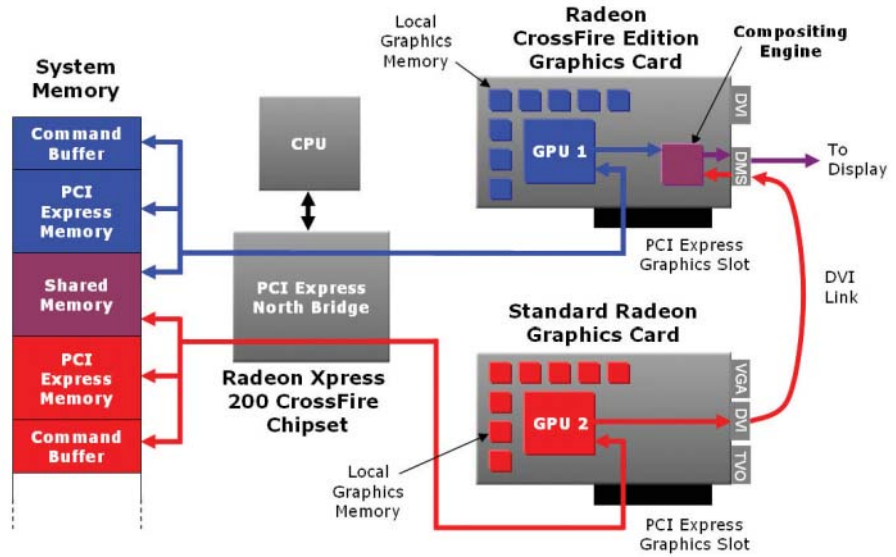 System
Memory
Command
Buffer
PCI
Express
Memory
Shared
Memory
PCI
Express
Memory
Command
Buffer
CPU
PCI Express
North Bridge
Radeon Xpress
200 CrossFire
Chipset
Local
Graphics
Memory
Radeon
CrossFire Edition
Graphics Card
Compositing
Engine
GPU 1
DVI
DMS
To
Display
PCI Express
Graphics Slot
DVI
Link
Standard Radeon
Graphics Card
GPU 2
VGA
DVI
TVO
Local
Graphics
Memory
PCI Express
Graphics Slot